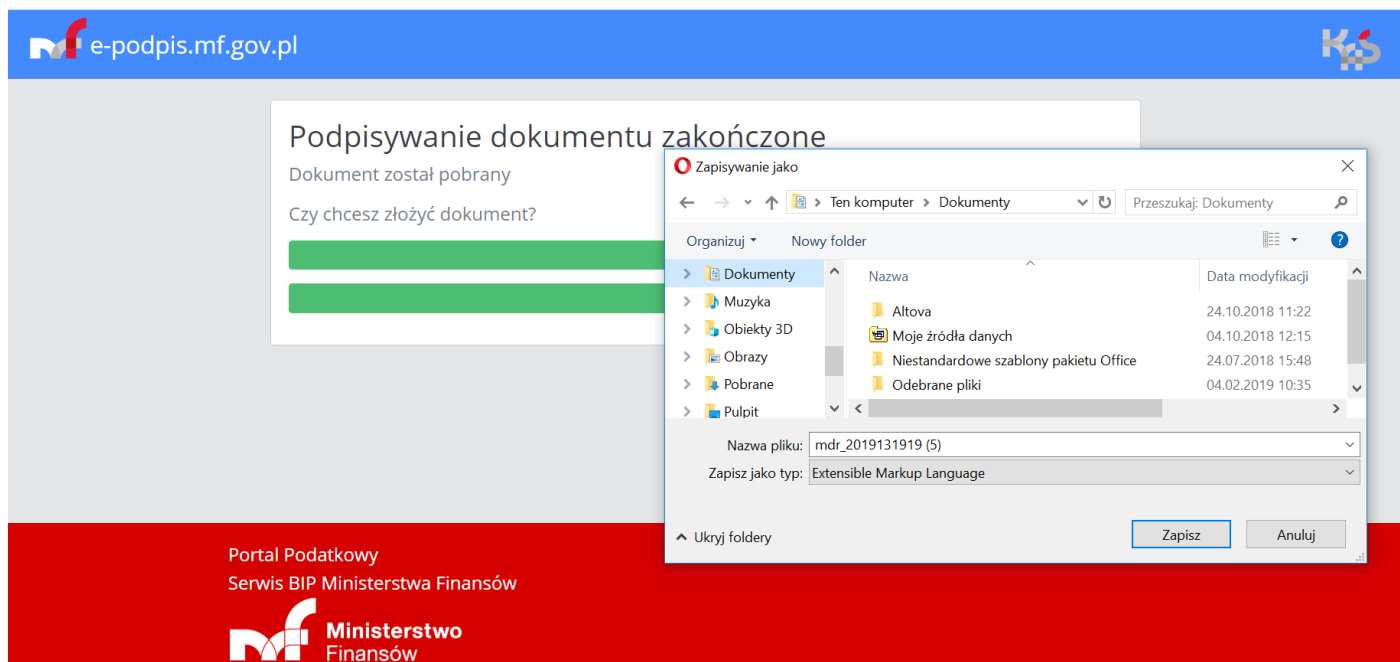 e-podpis.mf.gov.pl
KAS
Podpisywanie dokumentu zakończone
Dokument został pobrany
Czy chcesz złożyć dokument?
Zapisywanie jako
Ten komputer > Dokumenty
Przeszukaj: Dokumenty
Organizuj
Nowy folder
Dokumenty
Muzyka
Obiekty 3D
Obrazy
Pobrane
Pulpit
Nazwa Data modyfikacji
Altova 24.10.2018 11:22
Moje źródła danych 04.10.2018 12:15
Niestandardowe szablony pakietu Office 24.07.2018 15:48
Odebrane pliki 04.02.2019 10:35
Nazwa pliku: mdr_2019131919 (5)
Zapisz jako typ: Extensible Markup Language
Ukryj foldery
Zapisz
Anuluj
Portal Podatkowy
Serwis BIP Ministerstwa Finansów
Ministerstwo
Finansów